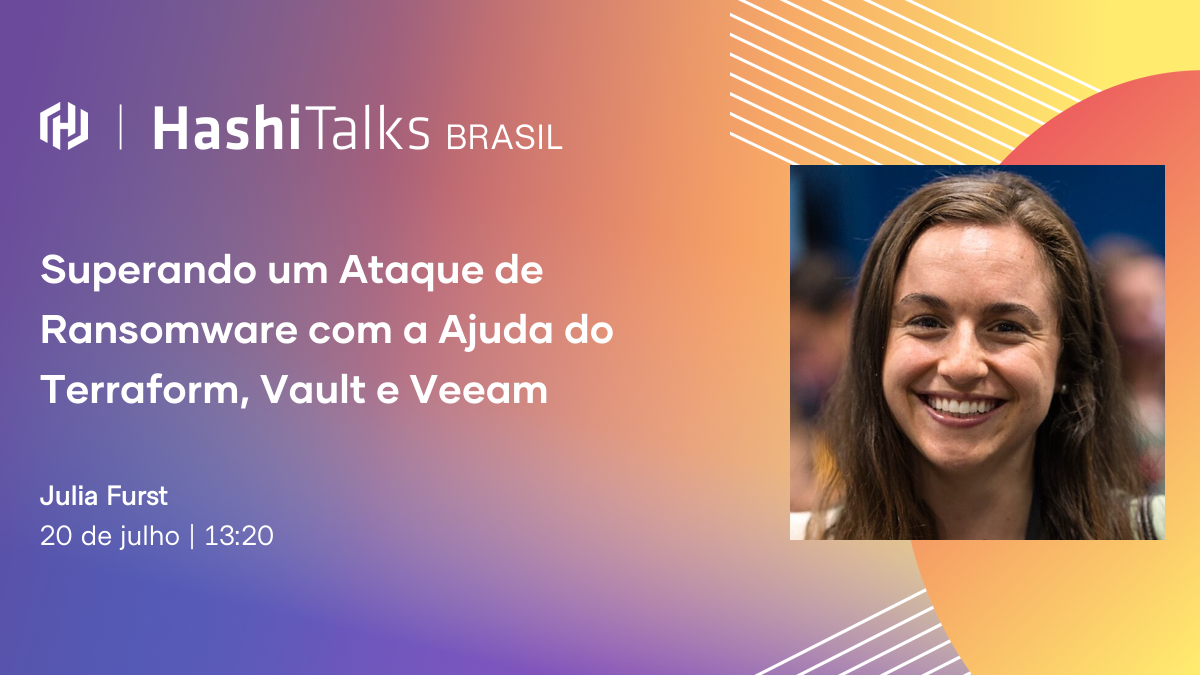 HashiTalks BRASIL
Superando um Ataque de
Ransomware com a Ajuda do
Terraform, Vault e Veeam
Julia Furst
20 de julho | 13:20